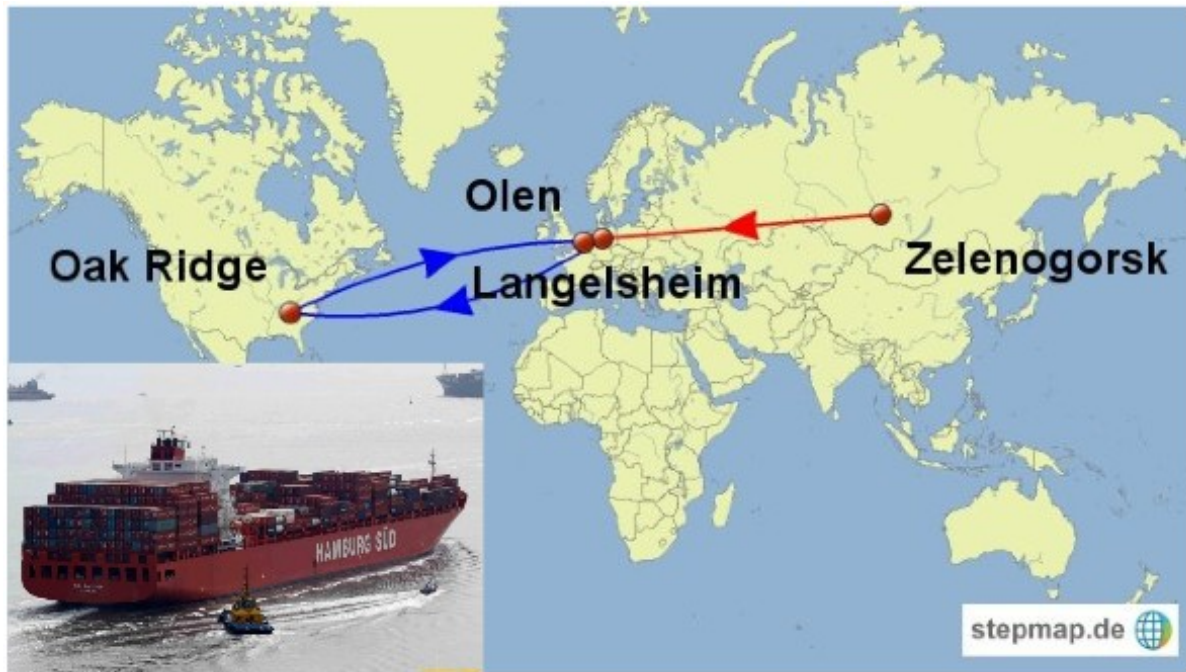 Olen
Oak Ridge
Langelsheim
Zelenogorsk
HAMBURG SÜD
stepmap.de